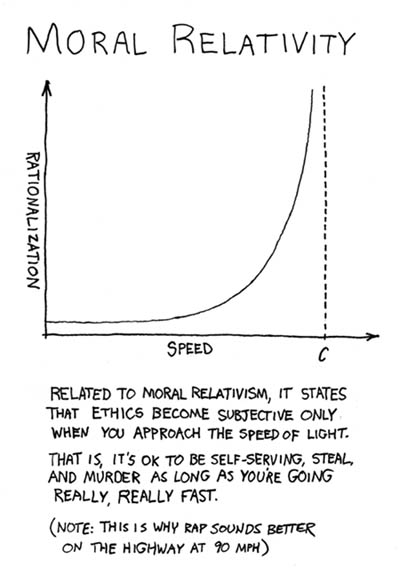 MORAL RELATIVITY
RATIONALIZATION
SPEED
C
RELATED TO MORAL RELATIVISM, IT STATES
THAT ETHICS BECOME SUBJECTIVE ONLY
WHEN YOU APPROACH THE SPEED OF LIGHT.
THAT IS, IT'S OK TO BE SELF-SERVING, STEAL,
AND MURDER AS LONG AS YOU'RE GOING
REALLY, REALLY FAST.
(NOTE: THIS IS WHY RAP SOUNDS BETTER
ON THE HIGHWAY AT 90 MPH)